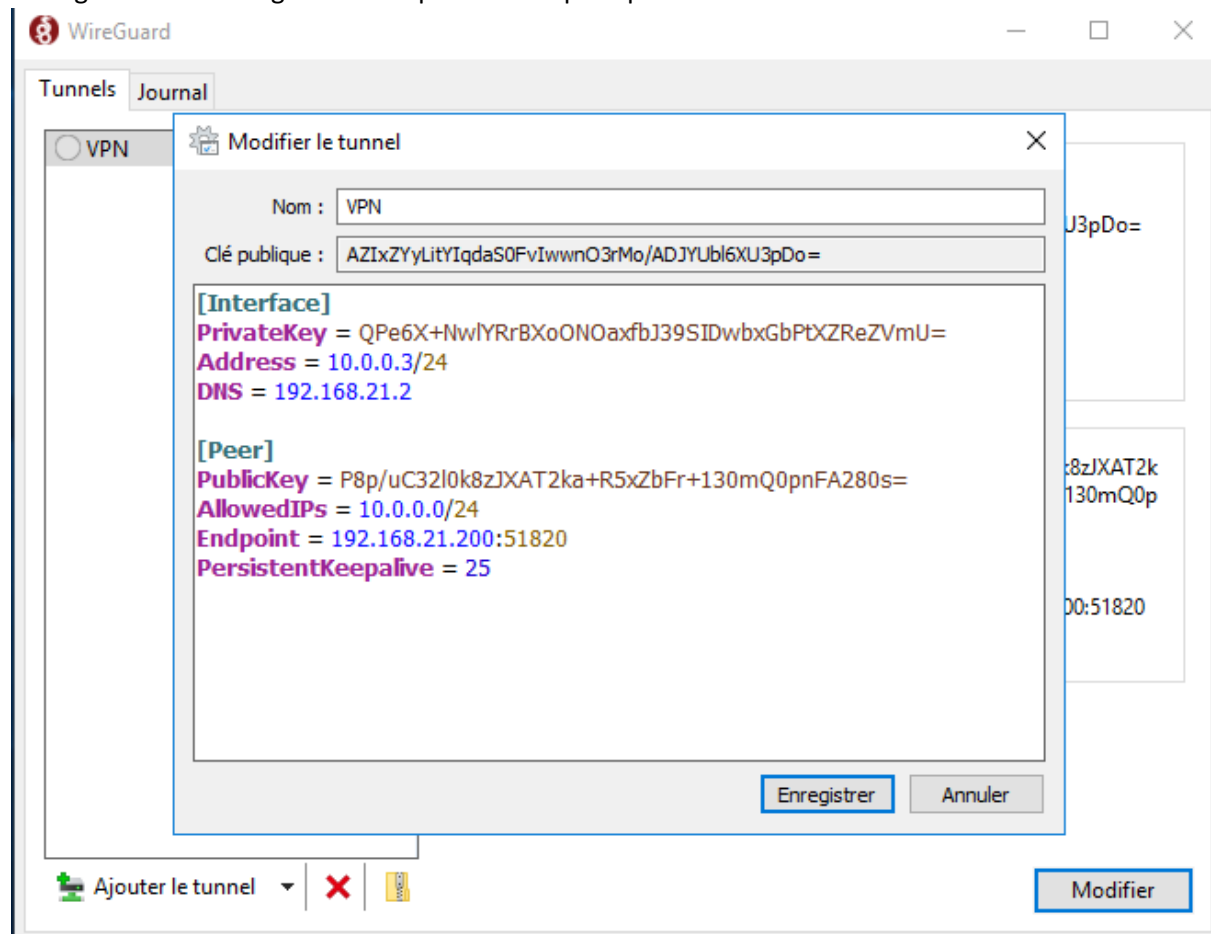 WireGuard
Tunnels Journal
VPN
Modifier le tunnel
Nom : VPN
J3pDo=
Clé publique : AZIxZYyLitYIqdaS0FvIwwnO3rMo/ADJYUbl6XU3pDo=
[Interface]
PrivateKey = QPe6X+NwlYRrBXoONOaxfbJ39SIDwbxGbPtXZReZVmU=
Address = 10.0.0.3/24
DNS = 192.168.21.2
[Peer]
PublicKey = P8p/uC32l0k8zJXAT2ka+R5xZbFr+130mQ0pnFA280s=
:8zJXAT2k
130mQ0p
AllowedIPs = 10.0.0.0/24
Endpoint = 192.168.21.200:51820
PersistentKeepalive = 25
00:51820
Enregistrer Annuler
Ajouter le tunnel
Modifier